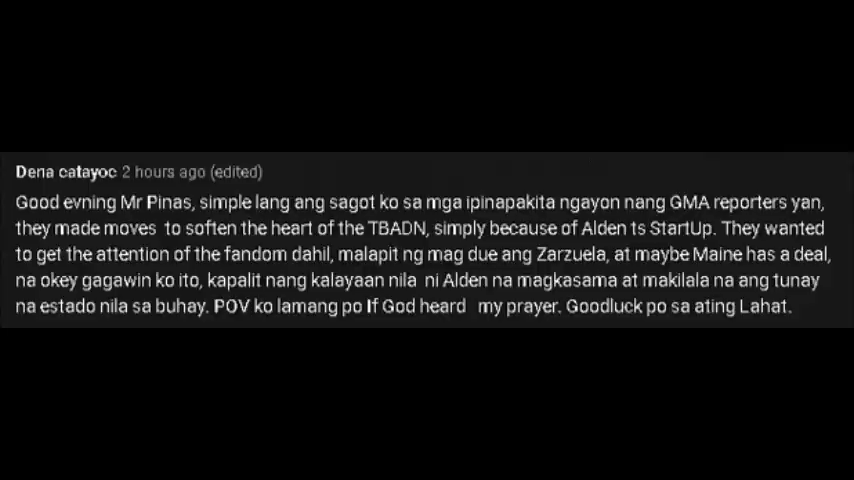 Dena catayoc 2 hours ago (edited)
Good evning Mr Pinas, simple lang ang sagot ko sa mga ipinapakita ngayon nang GMA reporters yan,
they made moves to soften the heart of the TBADN, simply because of Alden ts StartUp. They wanted
to get the attention of the fandom dahil, malapit ng mag due ang Zarzuela, at maybe Maine has a deal,
na okey gagawin ko ito, kapalit nang kalayaan nila ni Alden na magkasama at makilala na ang tunay
na estado nila sa buhay. POV ko lamang po If God heard my prayer. Goodluck po sa ating Lahat.